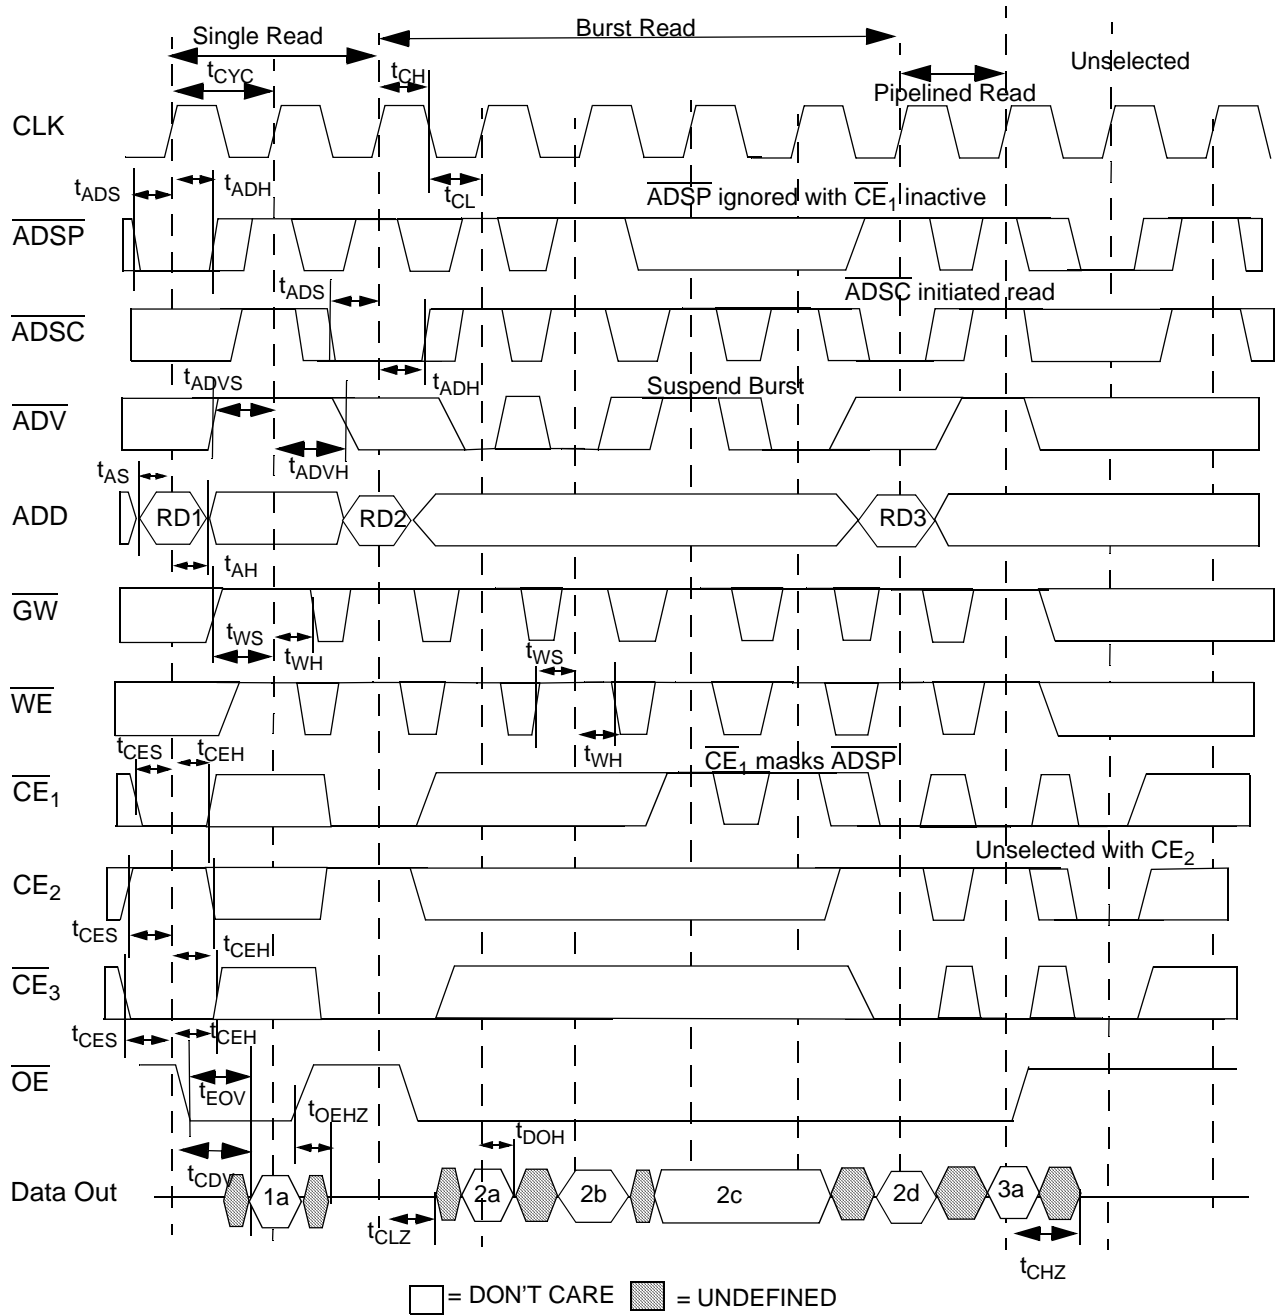 Single Read
Burst Read
Unselected
tCYC
tCH
Pipelined Read
CLK
tADS
tADH
tCL
ADSP ignored with CE1 inactive
ADSP
tADS
ADSC initiated read
ADSC
tADVS
tADH
Suspend Burst
ADV
tAS
tADVH
ADD
RD1
RD2
RD3
tAH
GW
tWS
tWH
tWS
WE
tCES
tCEH
tWH
CE1 masks ADSP
CE1
Unselected with CE2
CE2
tCES
tCEH
CE3
tCES
tCEH
OE
tEOV
tOEHZ
tDOH
tCDV
Data Out
1a
2a
2b
2c
2d
3a
tCLZ
tCHZ
= DON'T CARE
= UNDEFINED